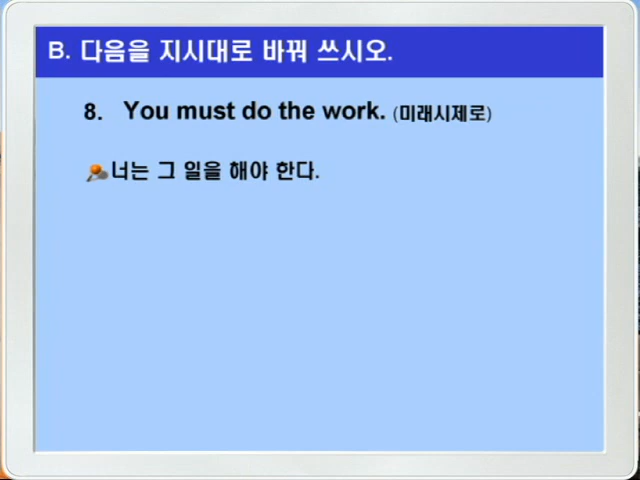 B. 다음을 지시대로 바꿔 쓰시오.
8. You must do the work. (미래시제로)
너는 그 일을 해야 한다.